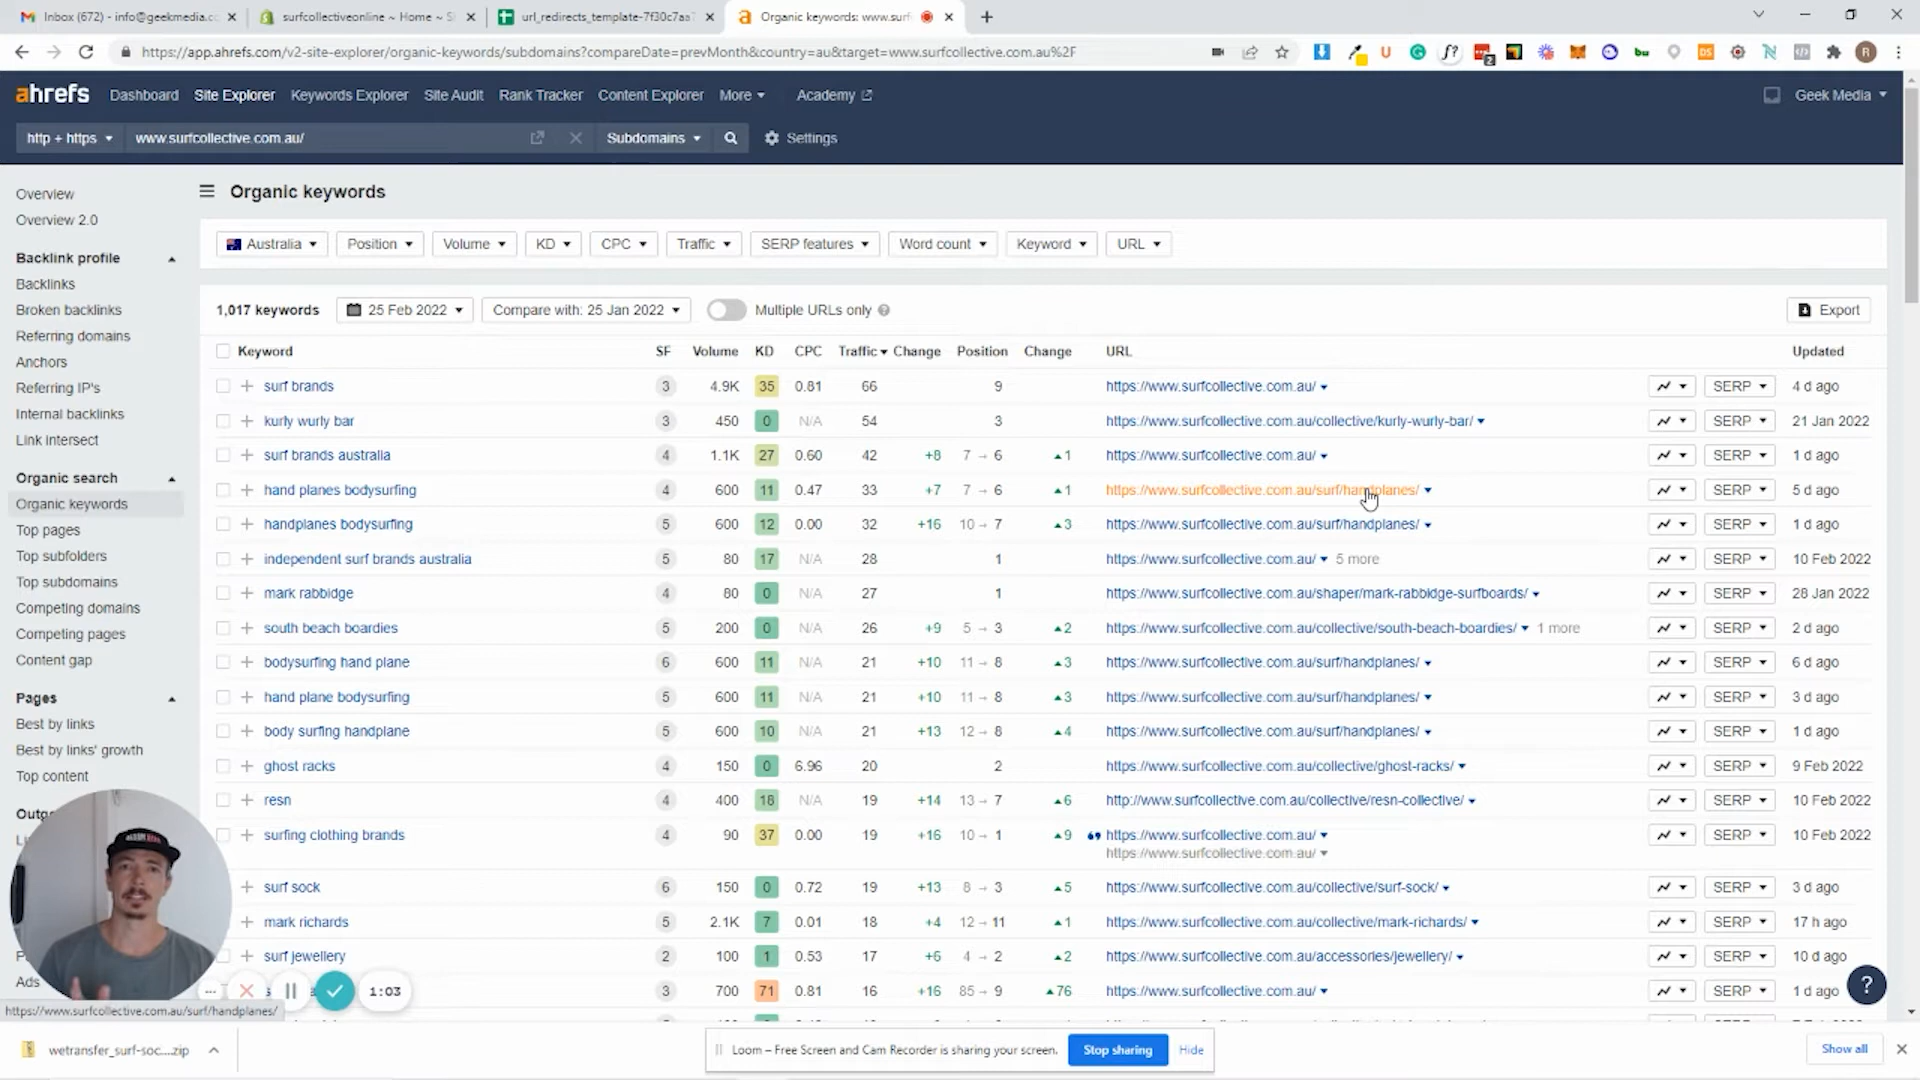 Inbox (672) - info@geekmedia.cc
surfcollectiveonline ~ Home ~ S
url_redirects_template-7f30c7aa7
Organic keywords: www.surf
https://app.ahrefs.com/v2-site-explorer/organic-keywords/subdomains?compareDate=prevMonth&country=au&target=www.surfcollective.com.au%2F
ahrefs Dashboard Site Explorer Keywords Explorer Site Audit Rank Tracker Content Explorer More Academy Geek Media
http + https www.surfcollective.com.au/ Subdomains Settings
Overview
Overview 2.0
Backlink profile
Backlinks
Broken backlinks
Referring domains
Anchors
Referring IP's
Internal backlinks
Link intersect
Organic search
Organic keywords
Top pages
Top subfolders
Top subdomains
Competing domains
Competing pages
Content gap
Pages
Best by links
Best by links' growth
Top content
Ads
Organic keywords
Australia Position Volume KD CPC Traffic SERP features Word count Keyword URL
1,017 keywords 25 Feb 2022 Compare with: 25 Jan 2022 Multiple URLs only Export
Keyword SF Volume KD CPC Traffic Change Position Change URL Updated
surf brands 3 4.9K 35 0.81 66 9 https://www.surfcollective.com.au/ SERP 4 d ago
kurly wurly bar 3 450 0 N/A 54 3 https://www.surfcollective.com.au/collective/kurly-wurly-bar/ SERP 21 Jan 2022
surf brands australia 4 1.1K 27 0.60 42 +8 7 → 6 ▲1 https://www.surfcollective.com.au/ SERP 1 d ago
hand planes bodysurfing 4 600 11 0.47 33 +7 7 → 6 ▲1 https://www.surfcollective.com.au/surf/handplanes/ SERP 5 d ago
handplanes bodysurfing 5 600 12 0.00 32 +16 10 → 7 ▲3 https://www.surfcollective.com.au/surf/handplanes/ SERP 1 d ago
independent surf brands australia 5 80 17 N/A 28 1 https://www.surfcollective.com.au/ 5 more SERP 10 Feb 2022
mark rabbidge 4 80 0 N/A 27 1 https://www.surfcollective.com.au/shaper/mark-rabbidge-surfboards/ SERP 28 Jan 2022
south beach boardies 5 200 0 N/A 26 +9 5 → 3 ▲2 https://www.surfcollective.com.au/collective/south-beach-boardies/ 1 more SERP 2 d ago
bodysurfing hand plane 6 600 11 N/A 21 +10 11 → 8 ▲3 https://www.surfcollective.com.au/surf/handplanes/ SERP 6 d ago
hand plane bodysurfing 5 600 11 N/A 21 +10 11 → 8 ▲3 https://www.surfcollective.com.au/surf/handplanes/ SERP 3 d ago
body surfing handplane 5 600 10 N/A 21 +13 12 → 8 ▲4 https://www.surfcollective.com.au/surf/handplanes/ SERP 1 d ago
ghost racks 4 150 0 6.96 20 2 https://www.surfcollective.com.au/collective/ghost-racks/ SERP 9 Feb 2022
resn 4 400 18 N/A 19 +14 13 → 7 ▲6 http://www.surfcollective.com.au/collective/resn-collective/ SERP 10 Feb 2022
surfing clothing brands 4 90 37 0.00 19 +16 10 → 1 ▲9 https://www.surfcollective.com.au/ SERP 10 Feb 2022
https://www.surfcollective.com.au/
surf sock 6 150 0 0.72 19 +13 8 → 3 ▲5 https://www.surfcollective.com.au/collective/surf-sock/ SERP 3 d ago
mark richards 5 2.1K 7 0.01 18 +4 12 → 11 ▲1 https://www.surfcollective.com.au/collective/mark-richards/ SERP 17 h ago
surf jewellery 2 100 1 0.53 17 +6 4 → 2 ▲2 https://www.surfcollective.com.au/accessories/jewellery/ SERP 10 d ago
3 700 71 0.81 16 +16 85 → 9 ▲76 https://www.surfcollective.com.au/ SERP 1 d ago
1:03
https://www.surfcollective.com.au/surf/handplanes/
wetransfer_surf-soc....zip
Loom – Free Screen and Cam Recorder is sharing your screen. Stop sharing Hide
Show all